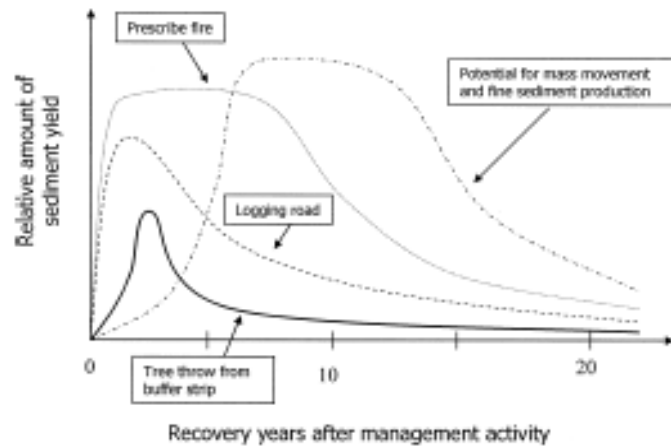 Prescribe fire
Potential for mass movement
and fine sediment production
Relative amount of
sediment yield
Logging road
Tree throw from
buffer strip
0
10
20
Recovery years after management activity